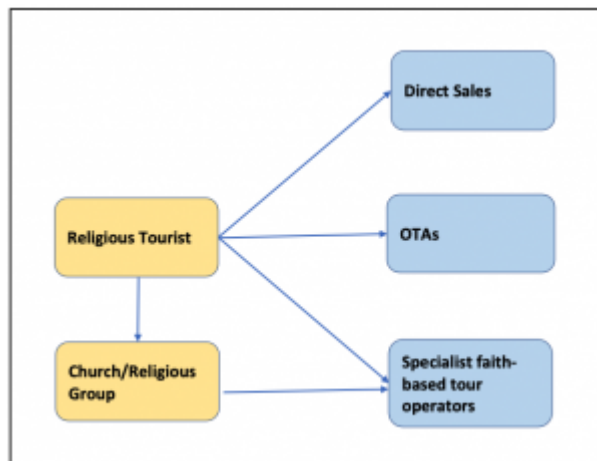 Direct Sales
Religious Tourist
OTAs
Church/Religious
Group
Specialist faith-
based tour
operators